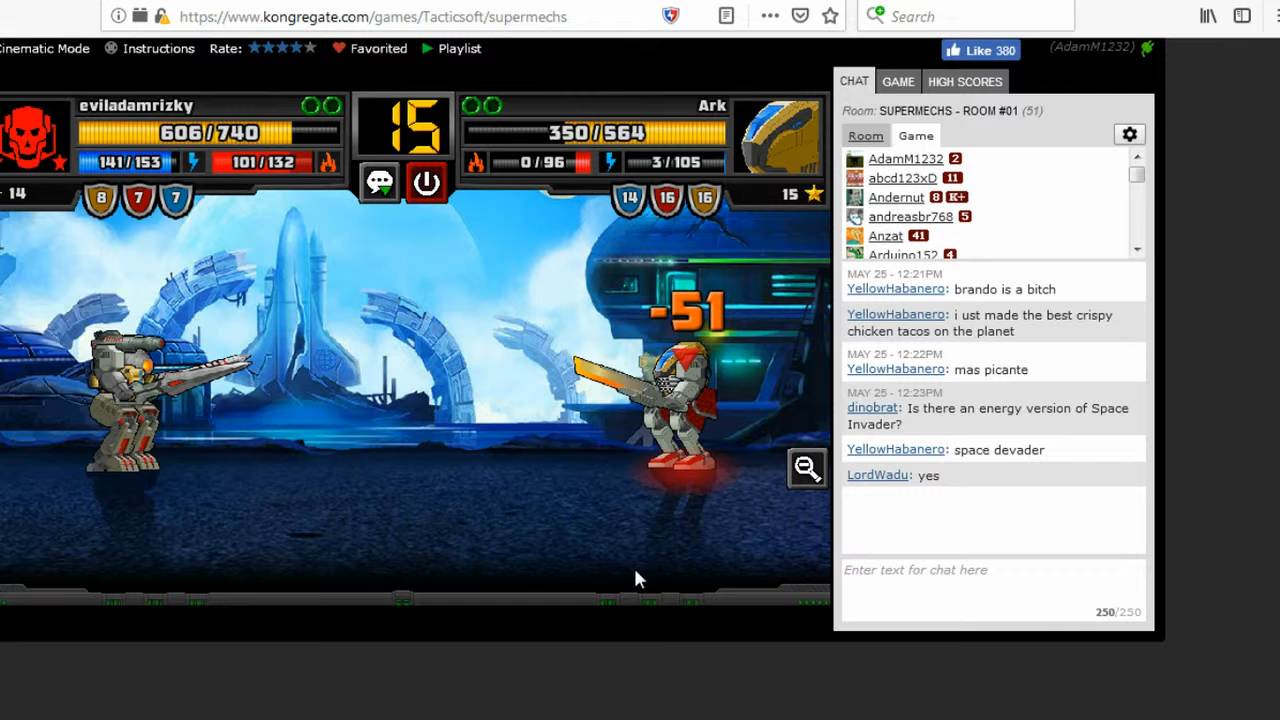 https://www.kongregate.com/games/Tacticsoft/supermechs
Search
Cinematic Mode Instructions Rate: Favorited Playlist
Like 380
(AdamM1232)
eviladamrizky
606/740
141/153 101/132
15
Ark
350/564
0/96 3/105
14
8 7 7
14 16 16
15
-51
CHAT GAME HIGH SCORES
Room: SUPERMECHS - ROOM #01 (51)
Room Game
AdamM1232 2
abcd123xD 11
Andernut 8 K+
andreasbr768 5
Anzat 41
Arduino152 4
MAY 25 - 12:21PM
YellowHabanero: brando is a bitch
YellowHabanero: i ust made the best crispy
chicken tacos on the planet
MAY 25 - 12:22PM
YellowHabanero: mas picante
MAY 25 - 12:23PM
dinobrat: Is there an energy version of Space
Invader?
YellowHabanero: space devader
LordWadu: yes
Enter text for chat here
250/250